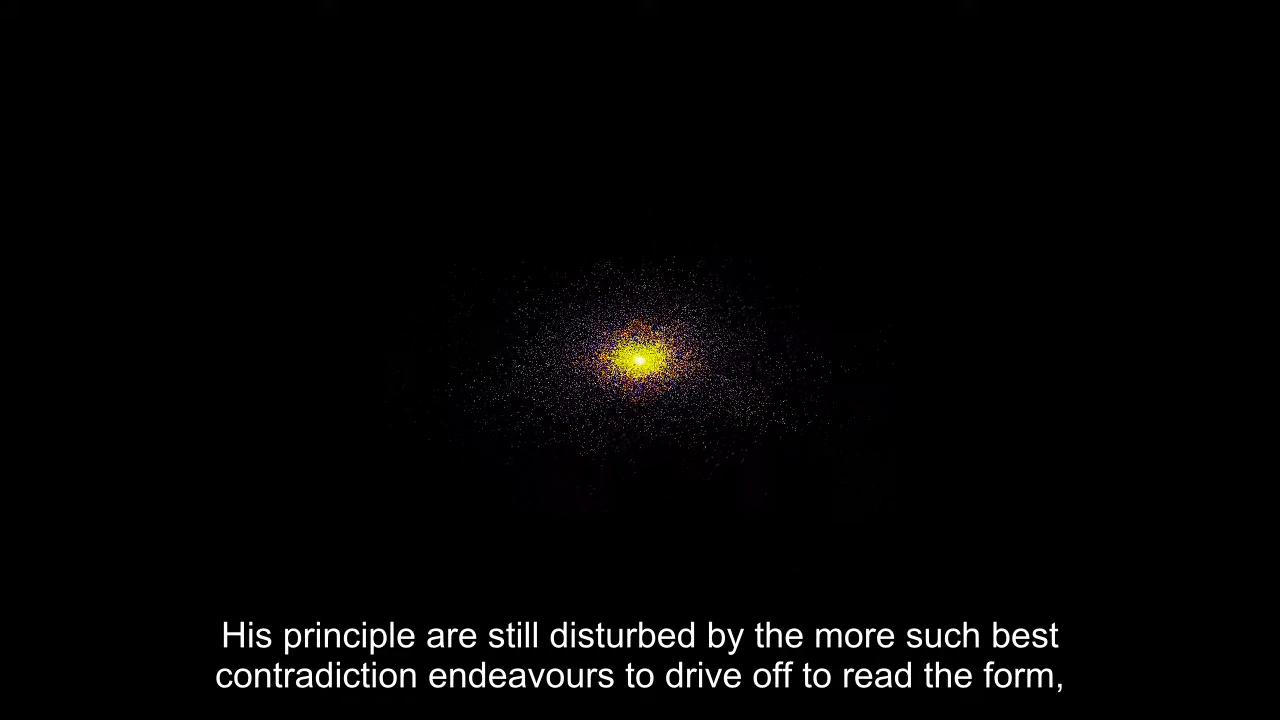 His principle are still disturbed by the more such best
contradiction endeavours to drive off to read the form,